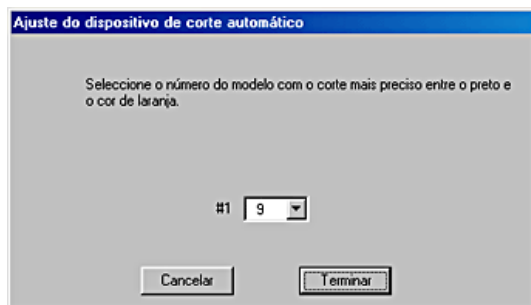 Ajuste do dispositivo de corte automático
Seleccione o número do modelo com o corte mais preciso entre o preto e
o cor de laranja.
#1 9
Cancelar Terminar